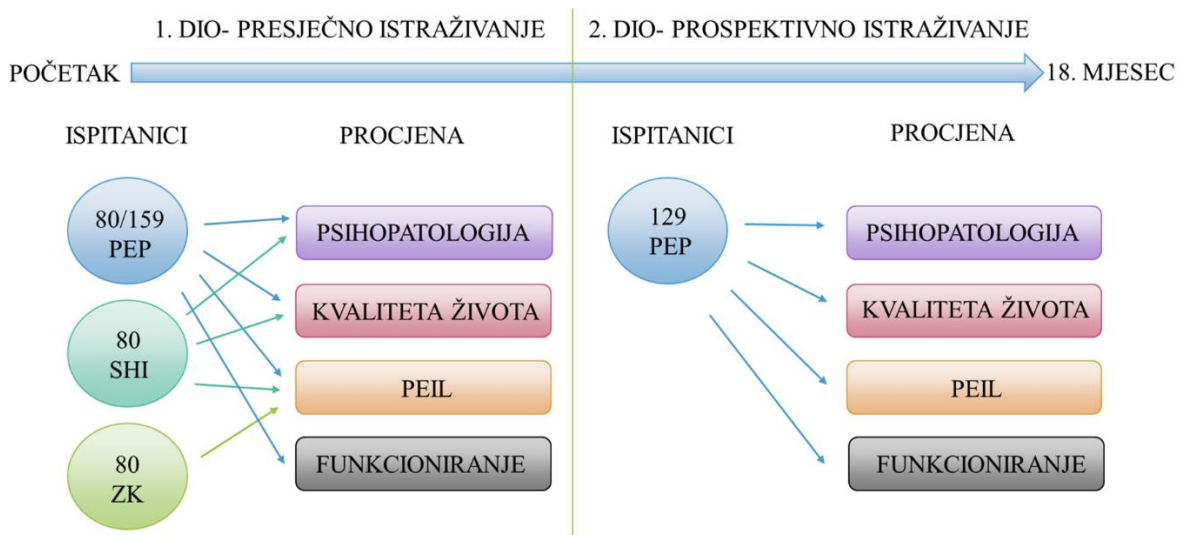 1. DIO- PRESJEČNO ISTRAŽIVANJE
2. DIO- PROSPEKTIVNO ISTRAŽIVANJE
POČETAK
18. MJESEC
ISPITANICI
PROCJENA
80/159
PEP
80
SHI
80
ZK
PSIHOPATOLOGIJA
KVALITETA ŽIVOTA
PEIL
FUNKCIONIRANJE
ISPITANICI
PROCJENA
129
PEP
PSIHOPATOLOGIJA
KVALITETA ŽIVOTA
PEIL
FUNKCIONIRANJE